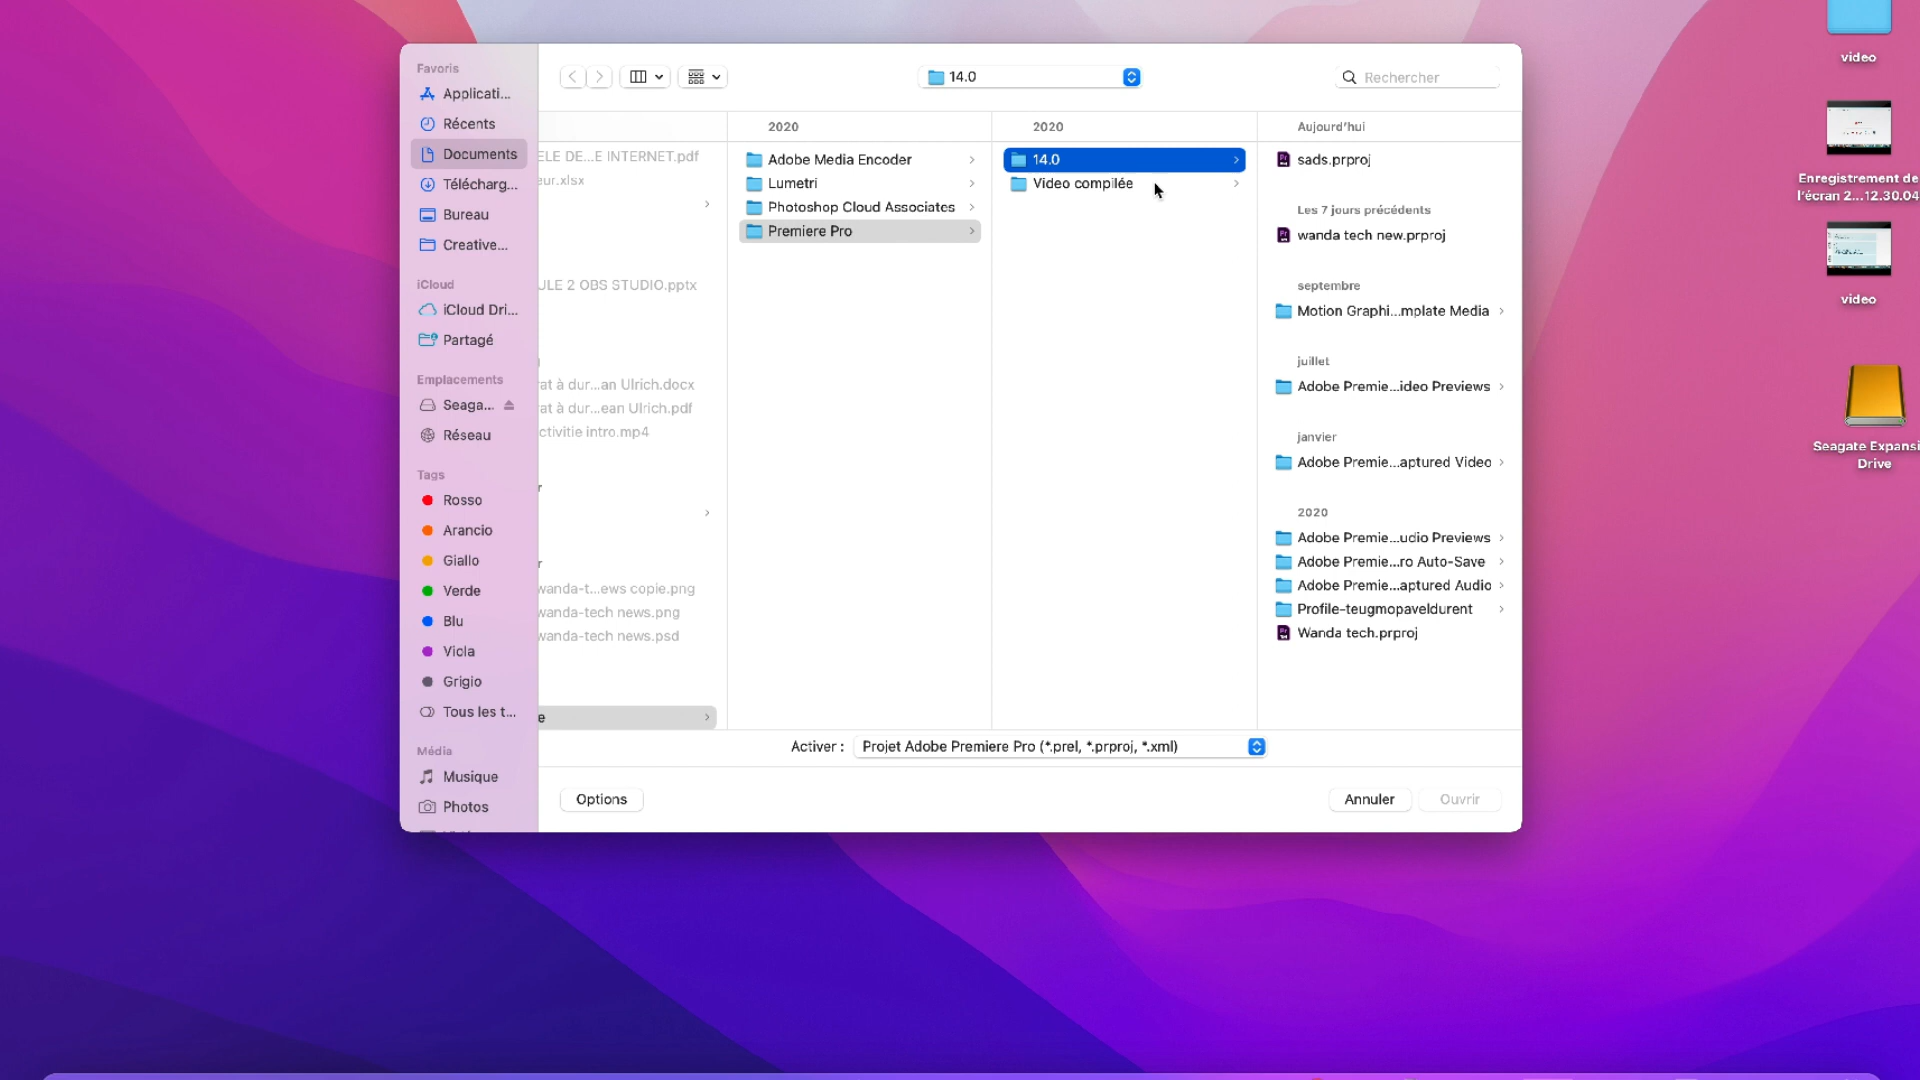 Favoris
Applicati...
Récents
Documents
Télécharg...
Bureau
Creative...
iCloud
iCloud Dri...
Partagé
Emplacements
Seaga...
Réseau
Tags
Rosso
Arancio
Giallo
Verde
Blu
Viola
Grigio
Tous les t...
Média
Musique
Photos
14.0
Rechercher
ELE DE...E INTERNET.pdf
eur.xlsx
ULE 2 OBS STUDIO.pptx
rat à dur...an Ulrich.docx
rat à dur...ean Ulrich.pdf
ctivitie intro.mp4
r
r
wanda-t...ews copie.png
wanda-tech news.png
wanda-tech news.psd
e
2020
Adobe Media Encoder
Lumetri
Photoshop Cloud Associates
Premiere Pro
2020
14.0
Video compilée
Aujourd'hui
sads.prproj
Les 7 jours précédents
wanda tech new.prproj
septembre
Motion Graphi...mplate Media
juillet
Adobe Premie...ideo Previews
janvier
Adobe Premie...aptured Video
2020
Adobe Premie...udio Previews
Adobe Premie...ro Auto-Save
Adobe Premie...aptured Audio
Profile-teugmopaveldurent
Wanda tech.prproj
Activer : Projet Adobe Premiere Pro (*.prel, *.prproj, *.xml)
Options
Annuler
Ouvrir
video
Enregistrement de
l'écran 2...12.30.04
video
Seagate Expansi
Drive